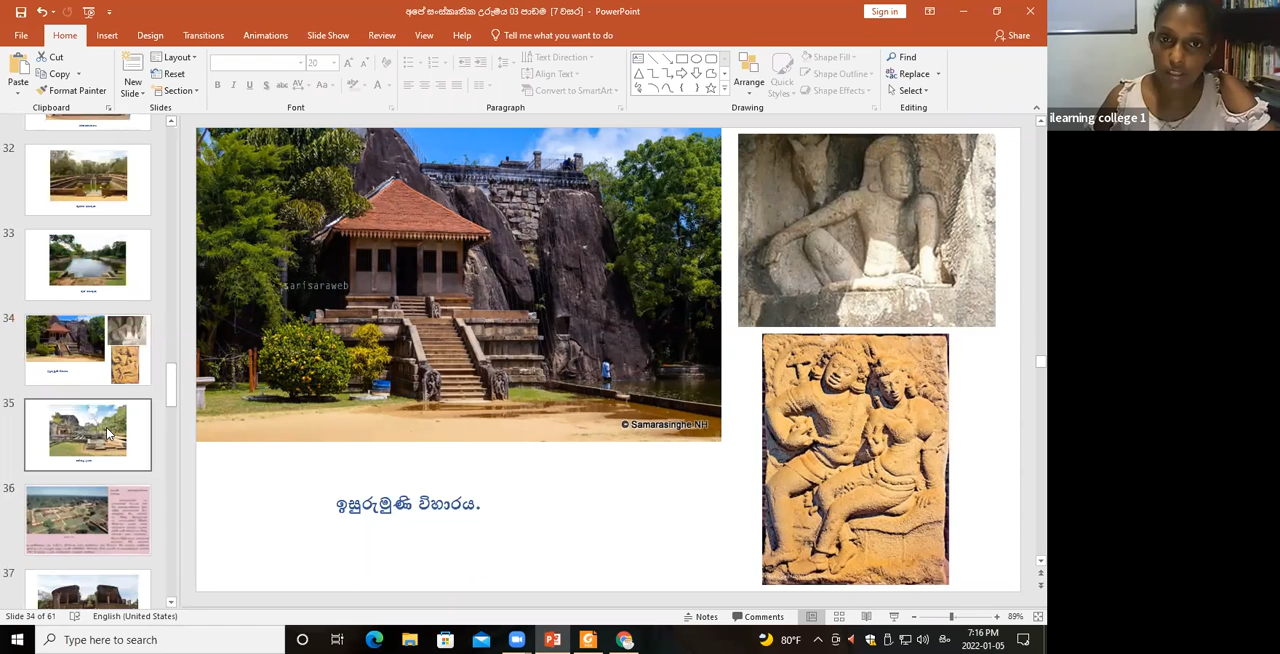 අපේ සංස්කෘතික උරුමය 03 පාඩම [7 වසර] - PowerPoint
Sign in
File Home Insert Design Transitions Animations Slide Show Review View Help Tell me what you want to do
Share
Paste
Cut
Copy
Format Painter
Clipboard
New Slide
Layout
Reset
Section
Slides
20
Font
Text Direction
Align Text
Convert to SmartArt
Paragraph
Arrange
Quick Styles
Shape Fill
Shape Outline
Shape Effects
Drawing
Find
Replace
Select
Editing
ilearning college 1
32
33
34
35
36
37
sarisaraweb
© Samarasinghe NH
ඉසුරුමුණි විහාරය.
Slide 34 of 61
English (United States)
Notes
Comments
89%
Type here to search
80°F
සිං
7:16 PM
2022-01-05